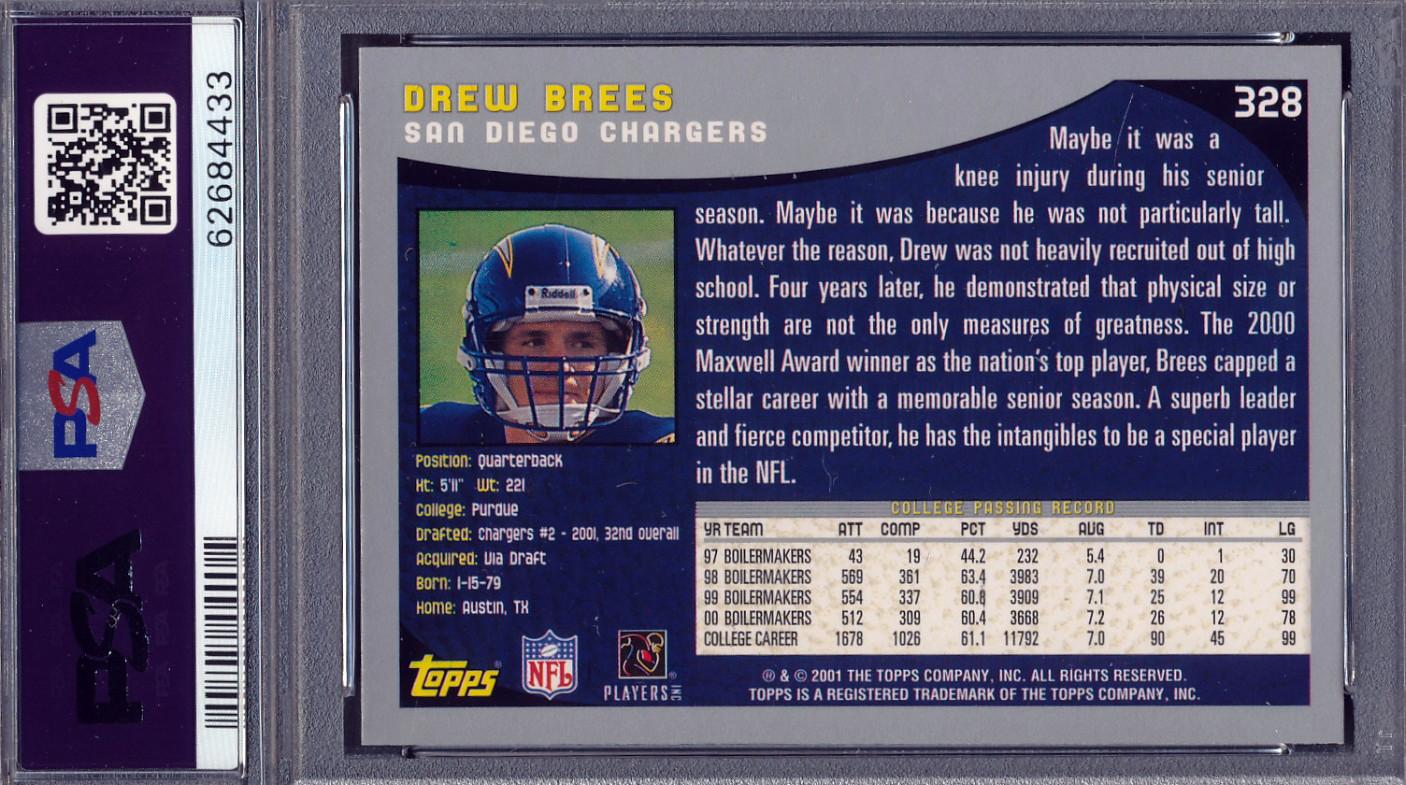 PSA
PSA
62684433
DREW BREES
SAN DIEGO CHARGERS
328
Maybe it was a
knee injury during his senior
season. Maybe it was because he was not particularly tall.
Whatever the reason, Drew was not heavily recruited out of high
school. Four years later, he demonstrated that physical size or
strength are not the only measures of greatness. The 2000
Maxwell Award winner as the nation's top player, Brees capped a
stellar career with a memorable senior season. A superb leader
and fierce competitor, he has the intangibles to be a special player
in the NFL.
Riddell
Position: Quarterback
Ht: 5'11" Wt: 221
College: Purdue
Drafted: Chargers #2 - 2001, 32nd overall
Acquired: Via Draft
Born: 1-15-79
Home: Austin, TX
COLLEGE PASSING RECORD
YR TEAM ATT COMP PCT YDS AVG TD INT LG
97 BOILERMAKERS 43 19 44.2 232 5.4 0 1 30
98 BOILERMAKERS 569 361 63.4 3983 7.0 39 20 70
99 BOILERMAKERS 554 337 60.8 3909 7.1 25 12 99
00 BOILERMAKERS 512 309 60.4 3668 7.2 26 12 78
COLLEGE CAREER 1678 1026 61.1 11792 7.0 90 45 99
Topps®
NFL
PLAYERS INC ®
® & © 2001 THE TOPPS COMPANY, INC. ALL RIGHTS RESERVED.
TOPPS IS A REGISTERED TRADEMARK OF THE TOPPS COMPANY, INC.